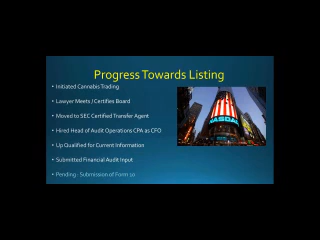 Progress Towards Listing
• Initiated Cannabis Trading
• Lawyer Meets / Certifies Board
• Moved to SEC Certified Transfer Agent
• Hired Head of Audit Operations CPA as CFO
• Up Qualified for Current Information
• Submitted Financial Audit Input
• Pending: Submission of Form 10
NASDAQ